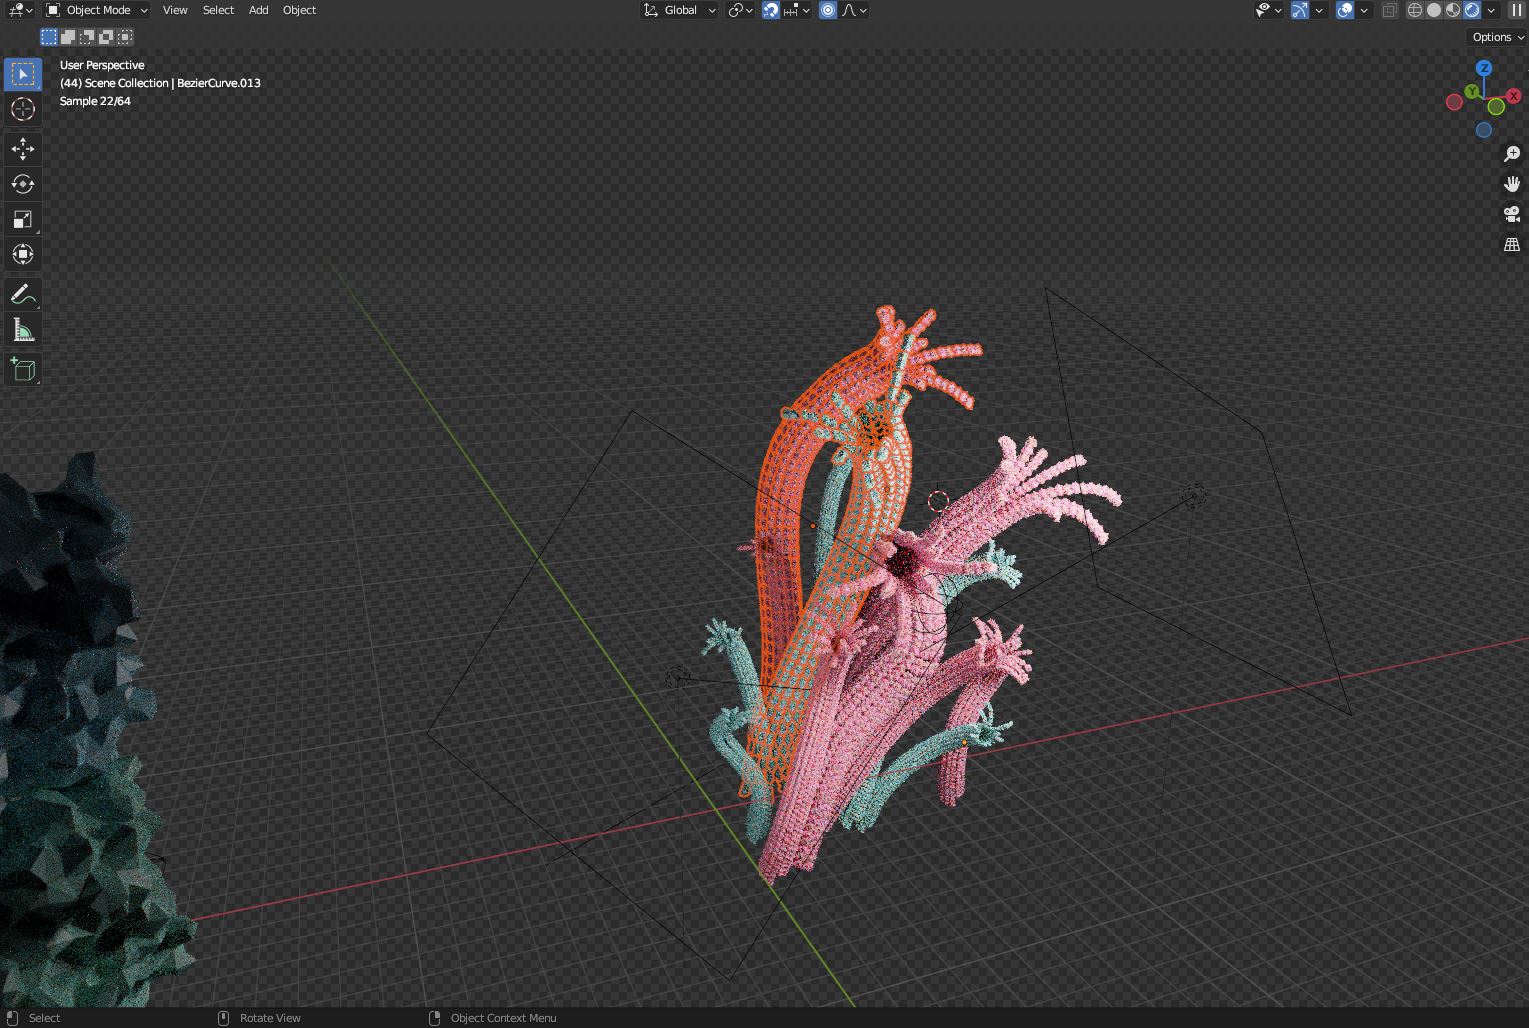 Object Mode View Select Add Object Global
Options
User Perspective
(44) Scene Collection | BezierCurve.013
Sample 22/64
Z
Y
X
Select Rotate View Object Context Menu